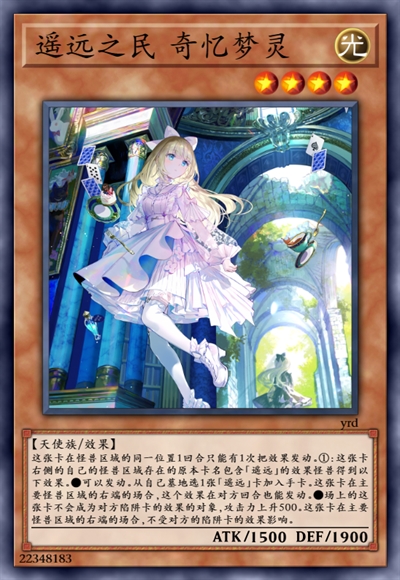 遥远之民 奇忆梦灵
光
yrd
【天使族/效果】
这张卡在怪兽区域的同一位置1回合只能有1次把效果发动。①:这张卡
右侧的自己的怪兽区域存在的原本卡名包含「遥远」的效果怪兽得到以
下效果。●可以发动。从自己墓地选1张「遥远」卡加入手卡。这张卡在主
要怪兽区域的右端的场合,这个效果在对方回合也能发动。●场上的这
张卡不会成为对方陷阱卡的效果的对象,攻击力上升500。这张卡在主
要怪兽区域的右端的场合,不受对方的陷阱卡的效果影响。
ATK/1500 DEF/1900
22348183